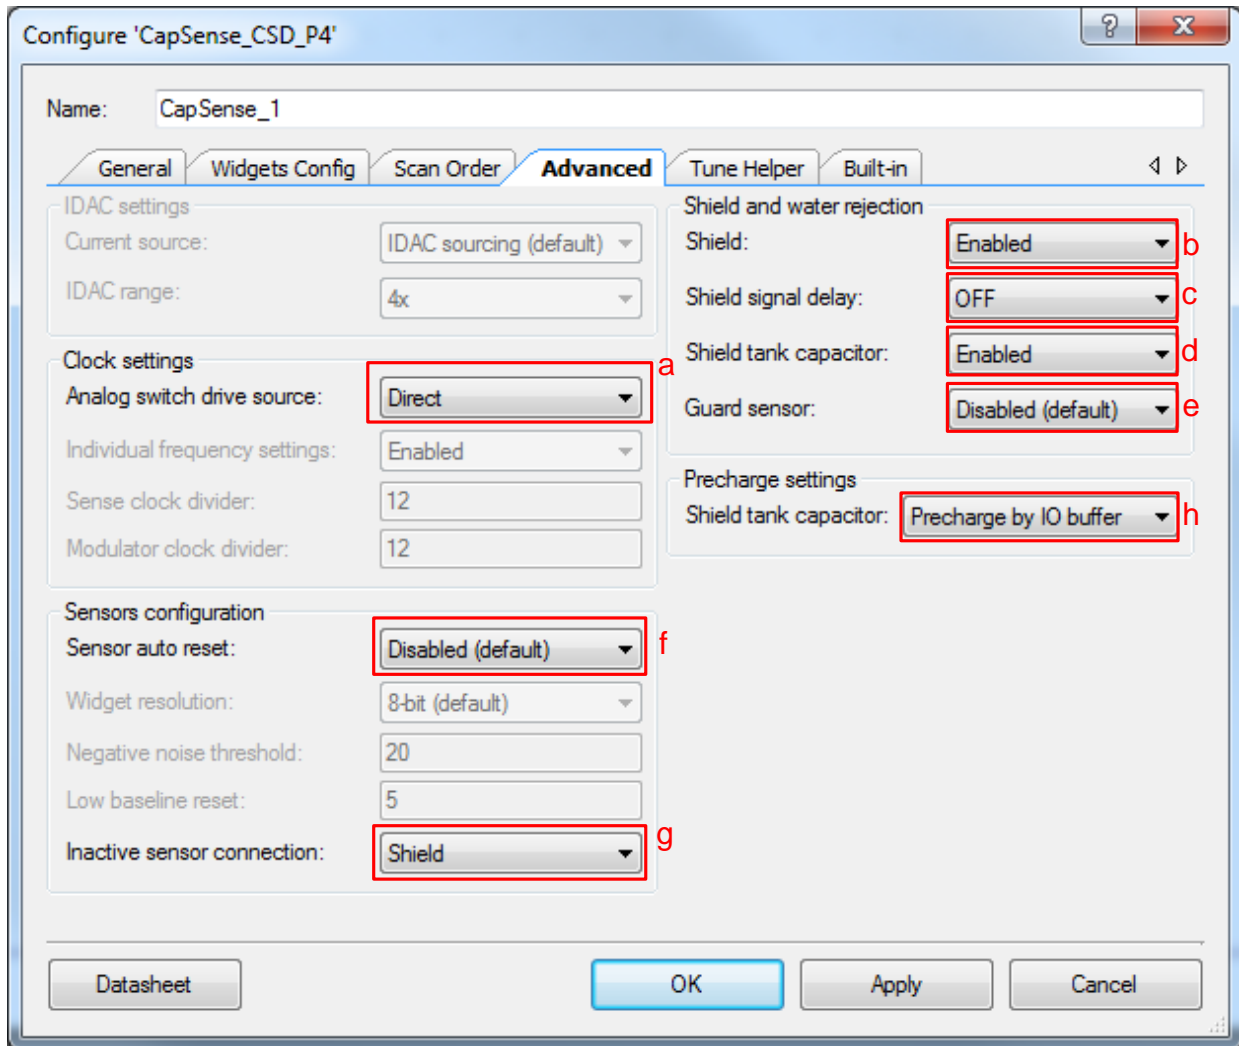 Configure 'CapSense_CSD_P4'
Name: CapSense_1
General Widgets Config Scan Order Advanced Tune Helper Built-in
IDAC settings
Current source: IDAC sourcing (default)
IDAC range: 4x
Clock settings
Analog switch drive source: Direct a
Individual frequency settings: Enabled
Sense clock divider: 12
Modulator clock divider: 12
Sensors configuration
Sensor auto reset: Disabled (default) f
Widget resolution: 8-bit (default)
Negative noise threshold: 20
Low baseline reset: 5
Inactive sensor connection: Shield g
Shield and water rejection
Shield: Enabled b
Shield signal delay: OFF c
Shield tank capacitor: Enabled d
Guard sensor: Disabled (default) e
Precharge settings
Shield tank capacitor: Precharge by IO buffer h
Datasheet OK Apply Cancel